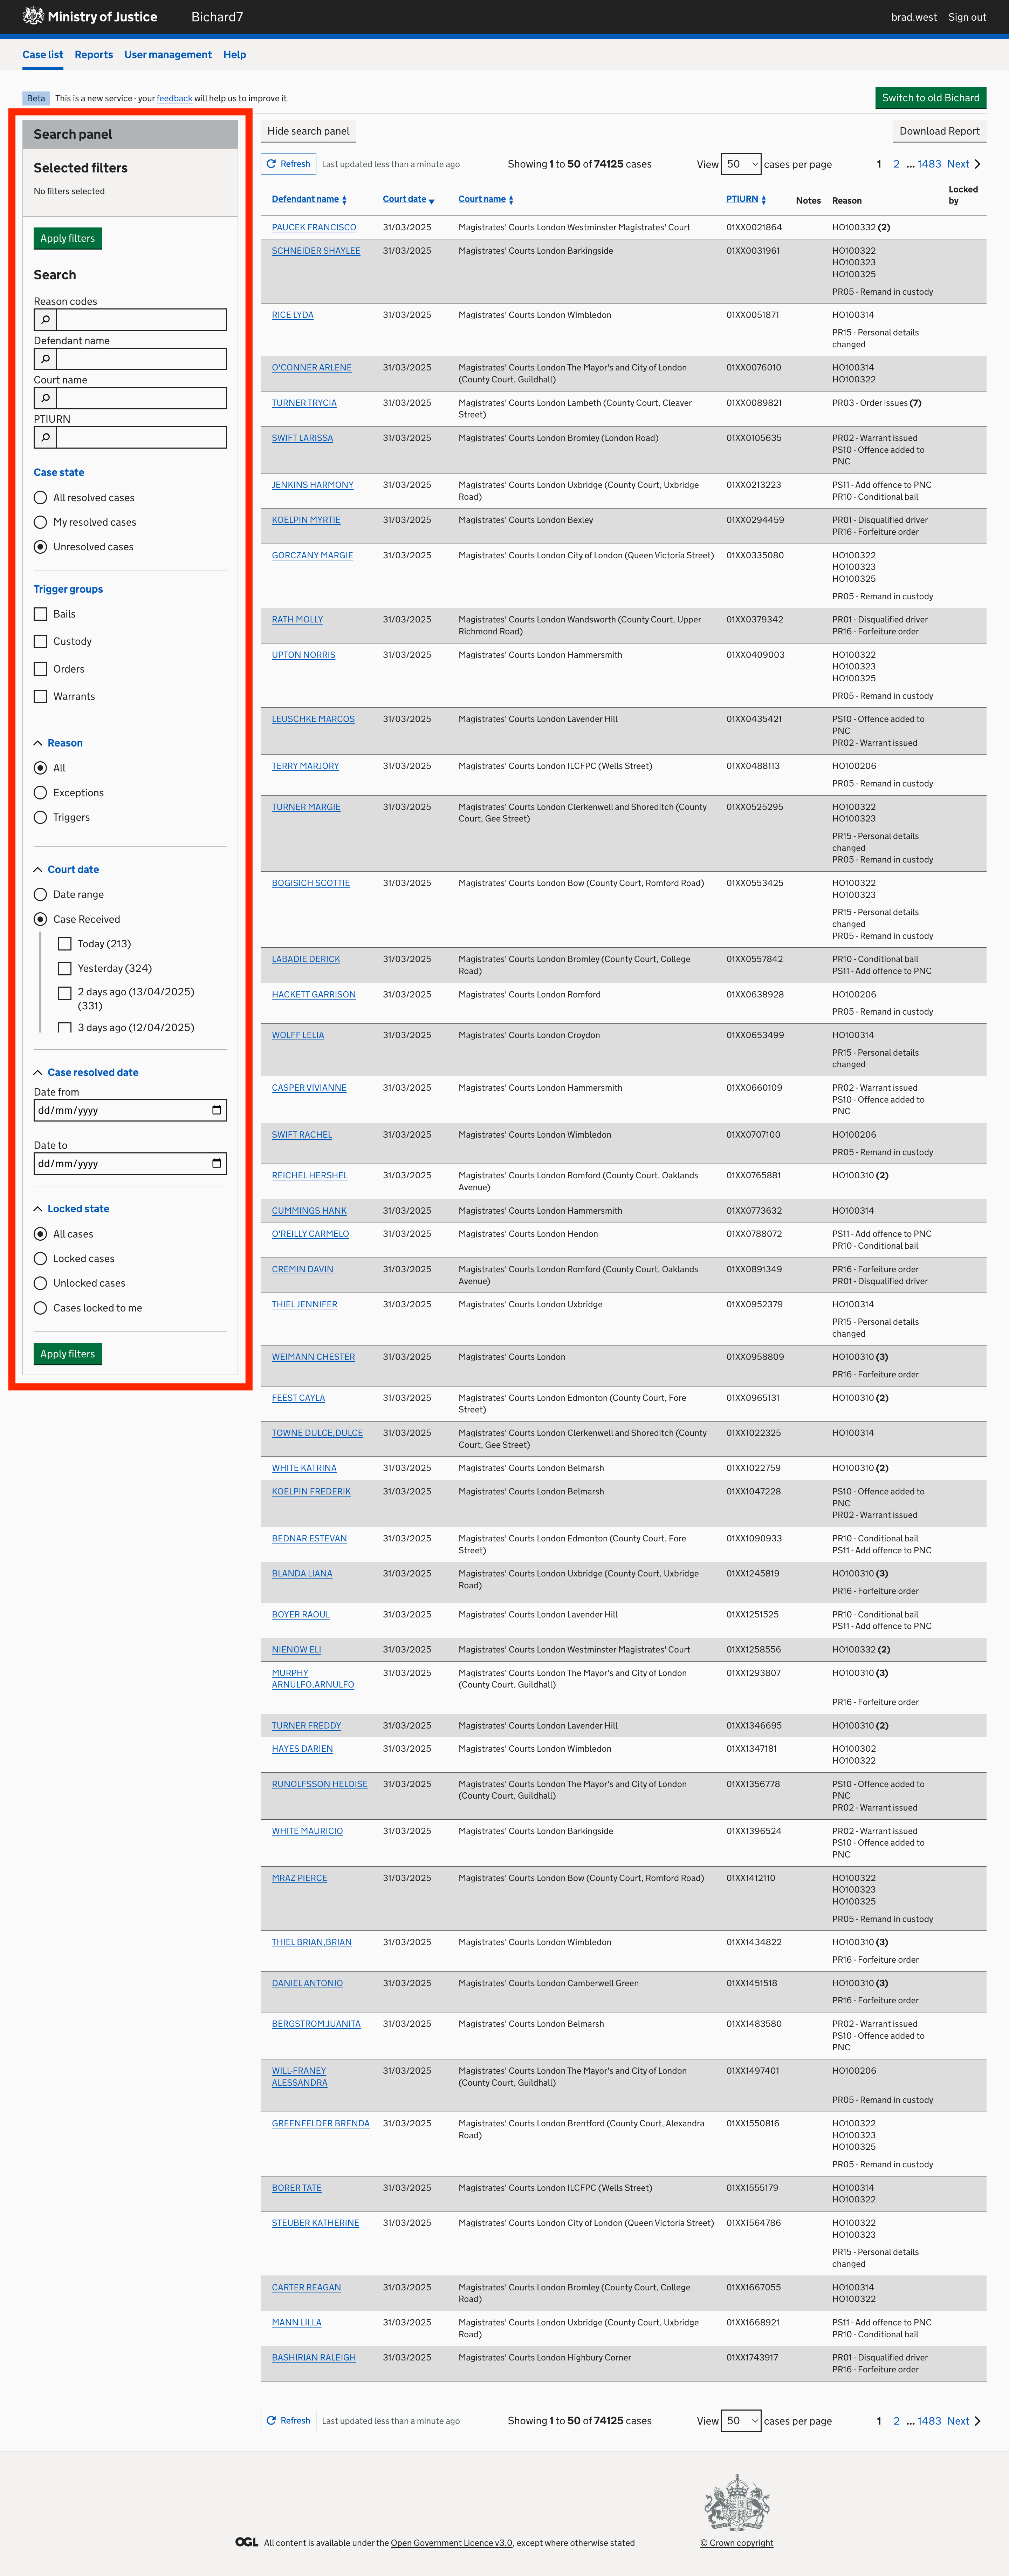 Ministry of Justice Bichard7 brad.west Sign out
Case list Reports User management Help
Beta This is a new service - your feedback will help us to improve it. Switch to old Bichard
Search panel
Selected filters
No filters selected
Apply filters
Search
Reason codes
Defendant name
Court name
PTIURN
Case state
All resolved cases
My resolved cases
Unresolved cases
Trigger groups
Bails
Custody
Orders
Warrants
Reason
All
Exceptions
Triggers
Court date
Date range
Case Received
Today (213)
Yesterday (324)
2 days ago (13/04/2025)
(331)
3 days ago (12/04/2025)
Case resolved date
Date from
dd/mm/yyyy
Date to
dd/mm/yyyy
Locked state
All cases
Locked cases
Unlocked cases
Cases locked to me
Apply filters
Hide search panel Download Report
Refresh Last updated less than a minute ago Showing 1 to 50 of 74125 cases View 50 cases per page 1 2 ... 1483 Next
Defendant name Court date Court name PTIURN Notes Reason Locked
by
PAUCEK FRANCISCO 31/03/2025 Magistrates' Courts London Westminster Magistrates' Court 01XX0021864 HO100332 (2)
SCHNEIDER SHAYLEE 31/03/2025 Magistrates' Courts London Barkingside 01XX0031961 HO100322
HO100323
HO100325
PR05 - Remand in custody
RICE LYDA 31/03/2025 Magistrates' Courts London Wimbledon 01XX0051871 HO100314
PR15 - Personal details
changed
O'CONNER ARLENE 31/03/2025 Magistrates' Courts London The Mayor's and City of London 01XX0076010 HO100314
(County Court, Guildhall) HO100322
TURNER TRYCIA 31/03/2025 Magistrates' Courts London Lambeth (County Court, Cleaver 01XX0089821 PR03 - Order issues (7)
Street)
SWIFT LARISSA 31/03/2025 Magistrates' Courts London Bromley (London Road) 01XX0105635 PR02 - Warrant issued
PS10 - Offence added to
PNC
JENKINS HARMONY 31/03/2025 Magistrates' Courts London Uxbridge (County Court, Uxbridge 01XX0213223 PS11 - Add offence to PNC
Road) PR10 - Conditional bail
KOELPIN MYRTIE 31/03/2025 Magistrates' Courts London Bexley 01XX0294459 PR01 - Disqualified driver
PR16 - Forfeiture order
GORCZANY MARGIE 31/03/2025 Magistrates' Courts London City of London (Queen Victoria Street) 01XX0335080 HO100322
HO100323
HO100325
PR05 - Remand in custody
RATH MOLLY 31/03/2025 Magistrates' Courts London Wandsworth (County Court, Upper 01XX0379342 PR01 - Disqualified driver
Richmond Road) PR16 - Forfeiture order
UPTON NORRIS 31/03/2025 Magistrates' Courts London Hammersmith 01XX0409003 HO100322
HO100323
HO100325
PR05 - Remand in custody
LEUSCHKE MARCOS 31/03/2025 Magistrates' Courts London Lavender Hill 01XX0435421 PS10 - Offence added to
PNC
PR02 - Warrant issued
TERRY MARJORY 31/03/2025 Magistrates' Courts London ILCFPC (Wells Street) 01XX0488113 HO100206
PR05 - Remand in custody
TURNER MARGIE 31/03/2025 Magistrates' Courts London Clerkenwell and Shoreditch (County 01XX0525295 HO100322
Court, Gee Street) HO100323
PR15 - Personal details
changed
PR05 - Remand in custody
BOGISICH SCOTTIE 31/03/2025 Magistrates' Courts London Bow (County Court, Romford Road) 01XX0553425 HO100322
HO100323
PR15 - Personal details
changed
PR05 - Remand in custody
LABADIE DERICK 31/03/2025 Magistrates' Courts London Bromley (County Court, College 01XX0557842 PR10 - Conditional bail
Road) PS11 - Add offence to PNC
HACKETT GARRISON 31/03/2025 Magistrates' Courts London Romford 01XX0638928 HO100206
PR05 - Remand in custody
WOLFF LELIA 31/03/2025 Magistrates' Courts London Croydon 01XX0653499 HO100314
PR15 - Personal details
changed
CASPER VIVIANNE 31/03/2025 Magistrates' Courts London Hammersmith 01XX0660109 PR02 - Warrant issued
PS10 - Offence added to
PNC
SWIFT RACHEL 31/03/2025 Magistrates' Courts London Wimbledon 01XX0707100 HO100206
PR05 - Remand in custody
REICHEL HERSHEL 31/03/2025 Magistrates' Courts London Romford (County Court, Oaklands 01XX0765881 HO100310 (2)
Avenue)
CUMMINGS HANK 31/03/2025 Magistrates' Courts London Hammersmith 01XX0773632 HO100314
O'REILLY CARMELO 31/03/2025 Magistrates' Courts London Hendon 01XX0788072 PS11 - Add offence to PNC
PR10 - Conditional bail
CREMIN DAVIN 31/03/2025 Magistrates' Courts London Romford (County Court, Oaklands 01XX0891349 PR16 - Forfeiture order
Avenue) PR01 - Disqualified driver
THIEL JENNIFER 31/03/2025 Magistrates' Courts London Uxbridge 01XX0952379 HO100314
PR15 - Personal details
changed
WEIMANN CHESTER 31/03/2025 Magistrates' Courts London 01XX0958809 HO100310 (3)
PR16 - Forfeiture order
FEEST CAYLA 31/03/2025 Magistrates' Courts London Edmonton (County Court, Fore 01XX0965131 HO100310 (2)
Street)
TOWNE DULCE,DULCE 31/03/2025 Magistrates' Courts London Clerkenwell and Shoreditch (County 01XX1022325 HO100314
Court, Gee Street)
WHITE KATRINA 31/03/2025 Magistrates' Courts London Belmarsh 01XX1022759 HO100310 (2)
KOELPIN FREDERIK 31/03/2025 Magistrates' Courts London Belmarsh 01XX1047228 PS10 - Offence added to
PNC
PR02 - Warrant issued
BEDNAR ESTEVAN 31/03/2025 Magistrates' Courts London Edmonton (County Court, Fore 01XX1090933 PR10 - Conditional bail
Street) PS11 - Add offence to PNC
BLANDA LIANA 31/03/2025 Magistrates' Courts London Uxbridge (County Court, Uxbridge 01XX1245819 HO100310 (3)
Road)
PR16 - Forfeiture order
BOYER RAOUL 31/03/2025 Magistrates' Courts London Lavender Hill 01XX1251525 PR10 - Conditional bail
PS11 - Add offence to PNC
NIENOW ELI 31/03/2025 Magistrates' Courts London Westminster Magistrates' Court 01XX1258556 HO100332 (2)
MURPHY 31/03/2025 Magistrates' Courts London The Mayor's and City of London 01XX1293807 HO100310 (3)
ARNULFO,ARNULFO (County Court, Guildhall)
PR16 - Forfeiture order
TURNER FREDDY 31/03/2025 Magistrates' Courts London Lavender Hill 01XX1346695 HO100310 (2)
HAYES DARIEN 31/03/2025 Magistrates' Courts London Wimbledon 01XX1347181 HO100302
HO100322
RUNOLFSSON HELOISE 31/03/2025 Magistrates' Courts London The Mayor's and City of London 01XX1356778 PS10 - Offence added to
(County Court, Guildhall) PNC
PR02 - Warrant issued
WHITE MAURICIO 31/03/2025 Magistrates' Courts London Barkingside 01XX1396524 PR02 - Warrant issued
PS10 - Offence added to
PNC
MRAZ PIERCE 31/03/2025 Magistrates' Courts London Bow (County Court, Romford Road) 01XX1412110 HO100322
HO100323
HO100325
PR05 - Remand in custody
THIEL BRIAN,BRIAN 31/03/2025 Magistrates' Courts London Wimbledon 01XX1434822 HO100310 (3)
PR16 - Forfeiture order
DANIEL ANTONIO 31/03/2025 Magistrates' Courts London Camberwell Green 01XX1451518 HO100310 (3)
PR16 - Forfeiture order
BERGSTROM JUANITA 31/03/2025 Magistrates' Courts London Belmarsh 01XX1483580 PR02 - Warrant issued
PS10 - Offence added to
PNC
WILL-FRANEY 31/03/2025 Magistrates' Courts London The Mayor's and City of London 01XX1497401 HO100206
ALESSANDRA (County Court, Guildhall)
PR05 - Remand in custody
GREENFELDER BRENDA 31/03/2025 Magistrates' Courts London Brentford (County Court, Alexandra 01XX1550816 HO100322
Road) HO100323
HO100325
PR05 - Remand in custody
BORER TATE 31/03/2025 Magistrates' Courts London ILCFPC (Wells Street) 01XX1555179 HO100314
HO100322
STEUBER KATHERINE 31/03/2025 Magistrates' Courts London City of London (Queen Victoria Street) 01XX1564786 HO100322
HO100323
PR15 - Personal details
changed
CARTER REAGAN 31/03/2025 Magistrates' Courts London Bromley (County Court, College 01XX1667055 HO100314
Road) HO100322
MANN LILLA 31/03/2025 Magistrates' Courts London Uxbridge (County Court, Uxbridge 01XX1668921 PS11 - Add offence to PNC
Road) PR10 - Conditional bail
BASHIRIAN RALEIGH 31/03/2025 Magistrates' Courts London Highbury Corner 01XX1743917 PR01 - Disqualified driver
PR16 - Forfeiture order
Refresh Last updated less than a minute ago Showing 1 to 50 of 74125 cases View 50 cases per page 1 2 ... 1483 Next
OGL All content is available under the Open Government Licence v3.0, except where otherwise stated © Crown copyright